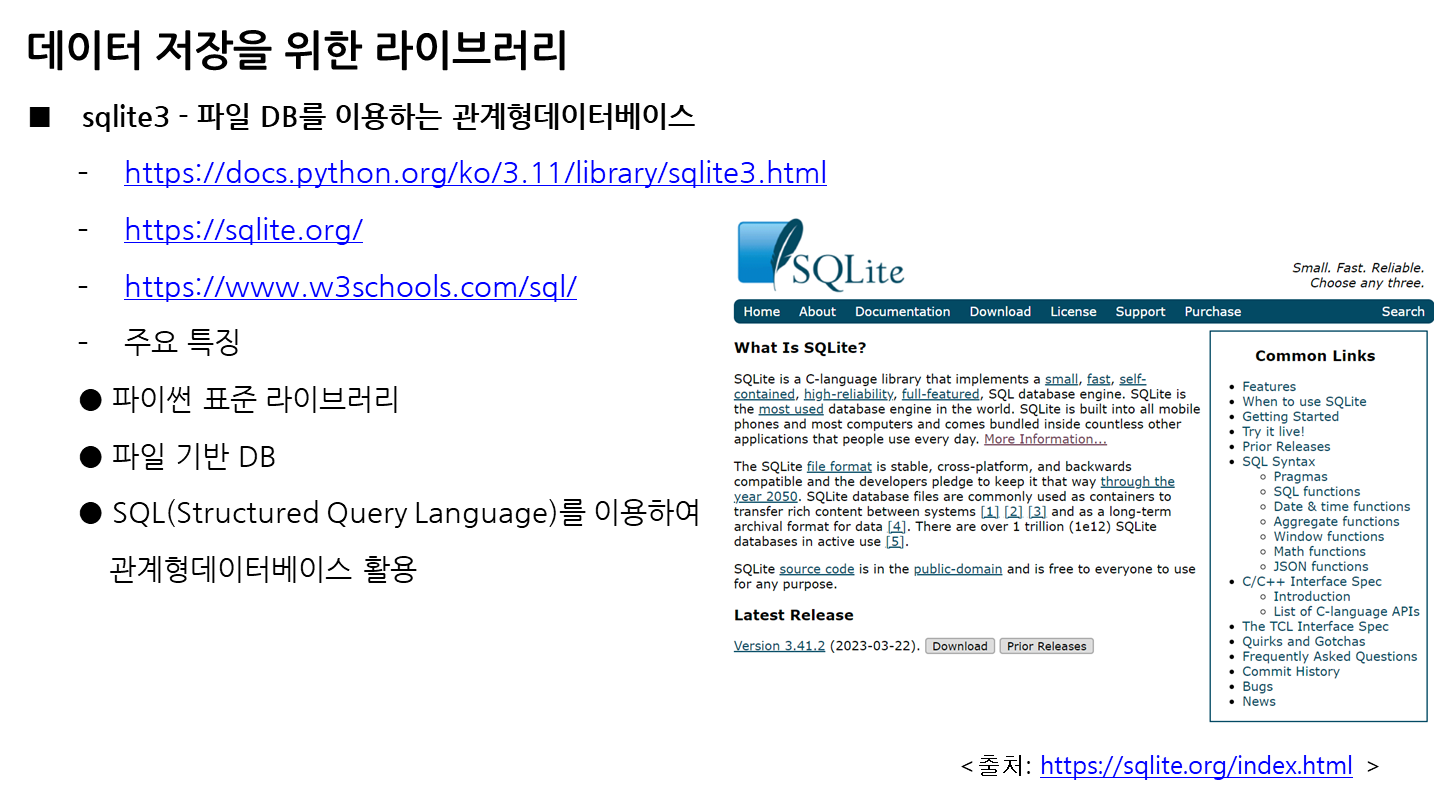 데이터 저장을 위한 라이브러리
■ sqlite3 - 파일 DB를 이용하는 관계형데이터베이스
- https://docs.python.org/ko/3.11/library/sqlite3.html
- https://sqlite.org/
- https://www.w3schools.com/sql/
- 주요 특징
● 파이썬 표준 라이브러리
● 파일 기반 DB
● SQL(Structured Query Language)를 이용하여
관계형데이터베이스 활용
SQLite
Small. Fast. Reliable.
Choose any three.
Home About Documentation Download License Support Purchase Search
What Is SQLite?
SQLite is a C-language library that implements a small, fast, self-
contained, high-reliability, full-featured, SQL database engine. SQLite is
the most used database engine in the world. SQLite is built into all mobile
phones and most computers and comes bundled inside countless other
applications that people use every day. More Information...
The SQLite file format is stable, cross-platform, and backwards
compatible and the developers pledge to keep it that way through the
year 2050. SQLite database files are commonly used as containers to
transfer rich content between systems [1] [2] [3] and as a long-term
archival format for data [4]. There are over 1 trillion (1e12) SQLite
databases in active use [5].
SQLite source code is in the public-domain and is free to everyone to use
for any purpose.
Latest Release
Version 3.41.2 (2023-03-22). Download Prior Releases
Common Links
• Features
• When to use SQLite
• Getting Started
• Try it live!
• Prior Releases
• SQL Syntax
◦ Pragmas
◦ SQL functions
◦ Date & time functions
◦ Aggregate functions
◦ Window functions
◦ Math functions
◦ JSON functions
• C/C++ Interface Spec
◦ Introduction
◦ List of C-language APIs
• The TCL Interface Spec
• Quirks and Gotchas
• Frequently Asked Questions
• Commit History
• Bugs
• News
<출처: https://sqlite.org/index.html >